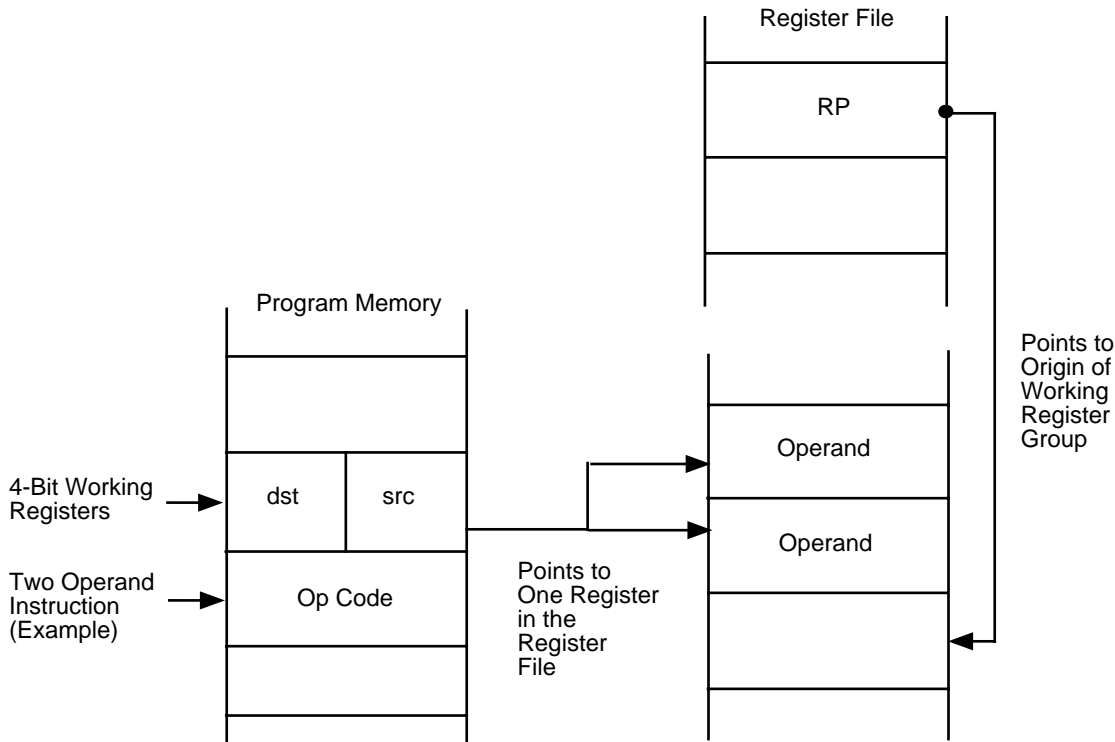 Register File
RP
Program Memory
Points to
Origin of
Working
Register
Group
Operand
4-Bit Working
Registers
dst
src
Operand
Two Operand
Instruction
(Example)
Op Code
Points to
One Register
in the
Register
File